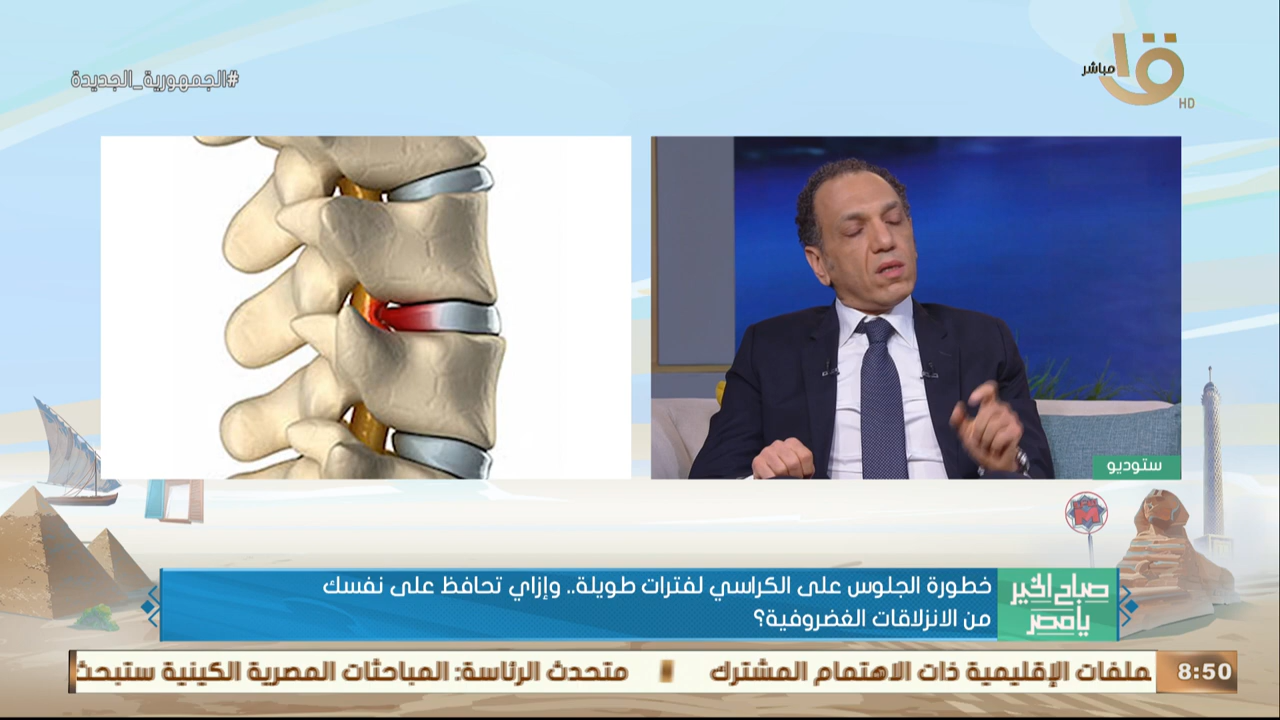 #الجمهورية_الجديدة
مباشر
HD
ستوديو
صباح الخير
يا مصر
خطورة الجلوس على الكراسي لفترات طويلة.. وإزاي تحافظ على نفسك
من الانزلاقات الغضروفية؟
8:50
ملفات الإقليمية ذات الاهتمام المشترك
متحدث الرئاسة: المباحثات المصرية الكينية ستبحث